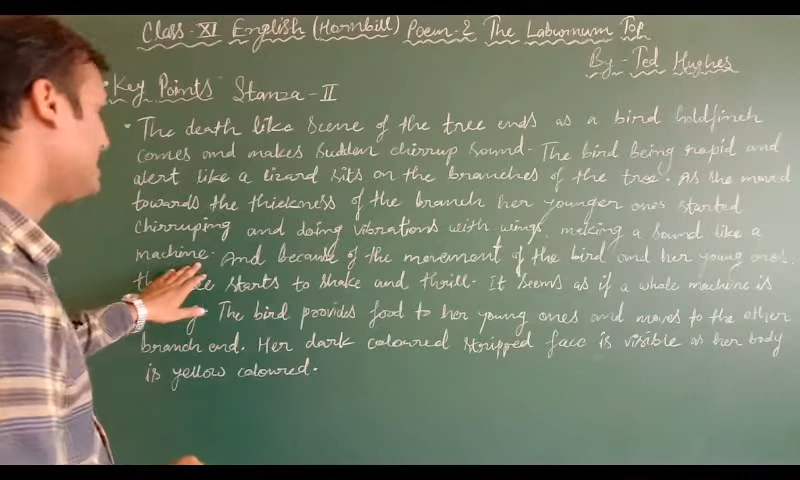 Class-XI English (Hornbill) Poem-2 The Laburnum Top
By - Ted Hughes
• Key Points Stanza-II
• The death like scene of the tree ends as a bird Goldfinch
comes and makes sudden chirrup sound. The bird being rapid and
alert like a lizard sits on the branches of the tree. As she moved
towards the thickness of the branch her younger ones started
chirruping and doing vibrations with wings, making a sound like a
machine. And because of the movement of the bird and her young ones.
starts to shake and thrill. It seems as if a whole machine is
The bird provides food to her young ones and moves to the other
branch end. Her dark coloured stripped face is visible as her body
is yellow coloured.